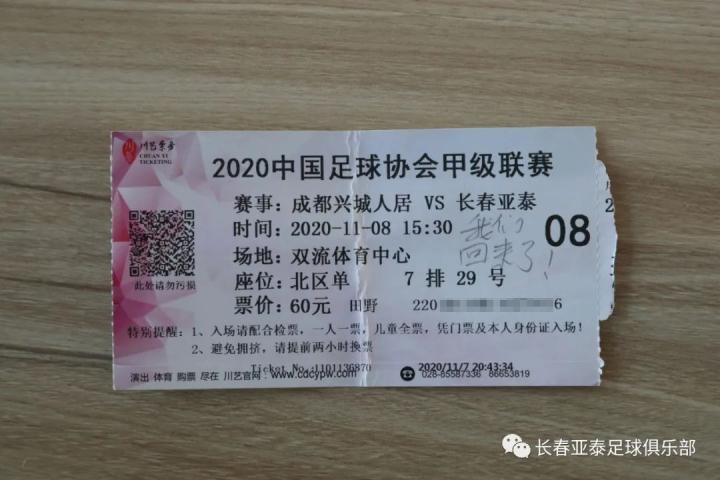 川艺票务
CHUAN YI
TICKETING
2020中国足球协会甲级联赛
赛事：成都兴城人居 VS 长春亚泰
时间：2020-11-08 15:30
08
我们
回来了！
场地：双流体育中心
座位：北区单 7 排 29 号
票价：60元 田野 220 6
此处请勿污损
特别提醒：1、入场请配合检票，一人一票，儿童全票，凭门票及本人身份证入场！
2、避免拥挤，请提前两小时换票
Ticket No:1101136870
2020/11/7 20:43:34
演出 体育 购票 尽在 川艺官网：www.cdcypw.com
028-85587336 86653819
长春亚泰足球俱乐部